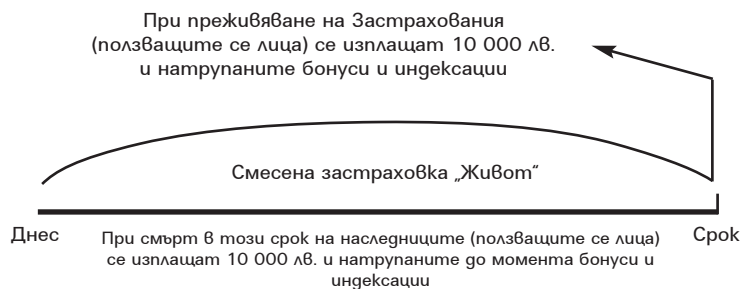 При преживяване на Застрахования
(ползващите се лица) се изплащат 10 000 лв.
и натрупаните бонуси и индексации
Смесена застраховка „Живот“
Днес
Срок
При смърт в този срок на наследниците (ползващите се лица)
се изплащат 10 000 лв. и натрупаните до момента бонуси и
индексации